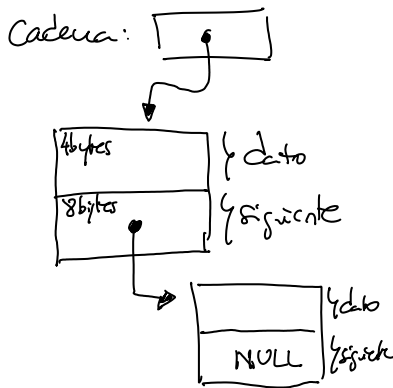 Cadena:
4bytes
dato
8bytes
siguiente
dato
NULL
siguiente